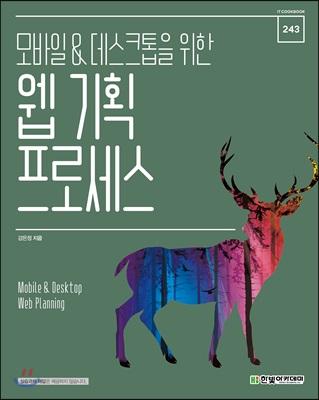 IT COOKBOOK
243
모바일 & 데스크톱을 위한
웹 기획
프로세스
강은정 지음
Mobile & Desktop
Web Planning
한빛아카데미